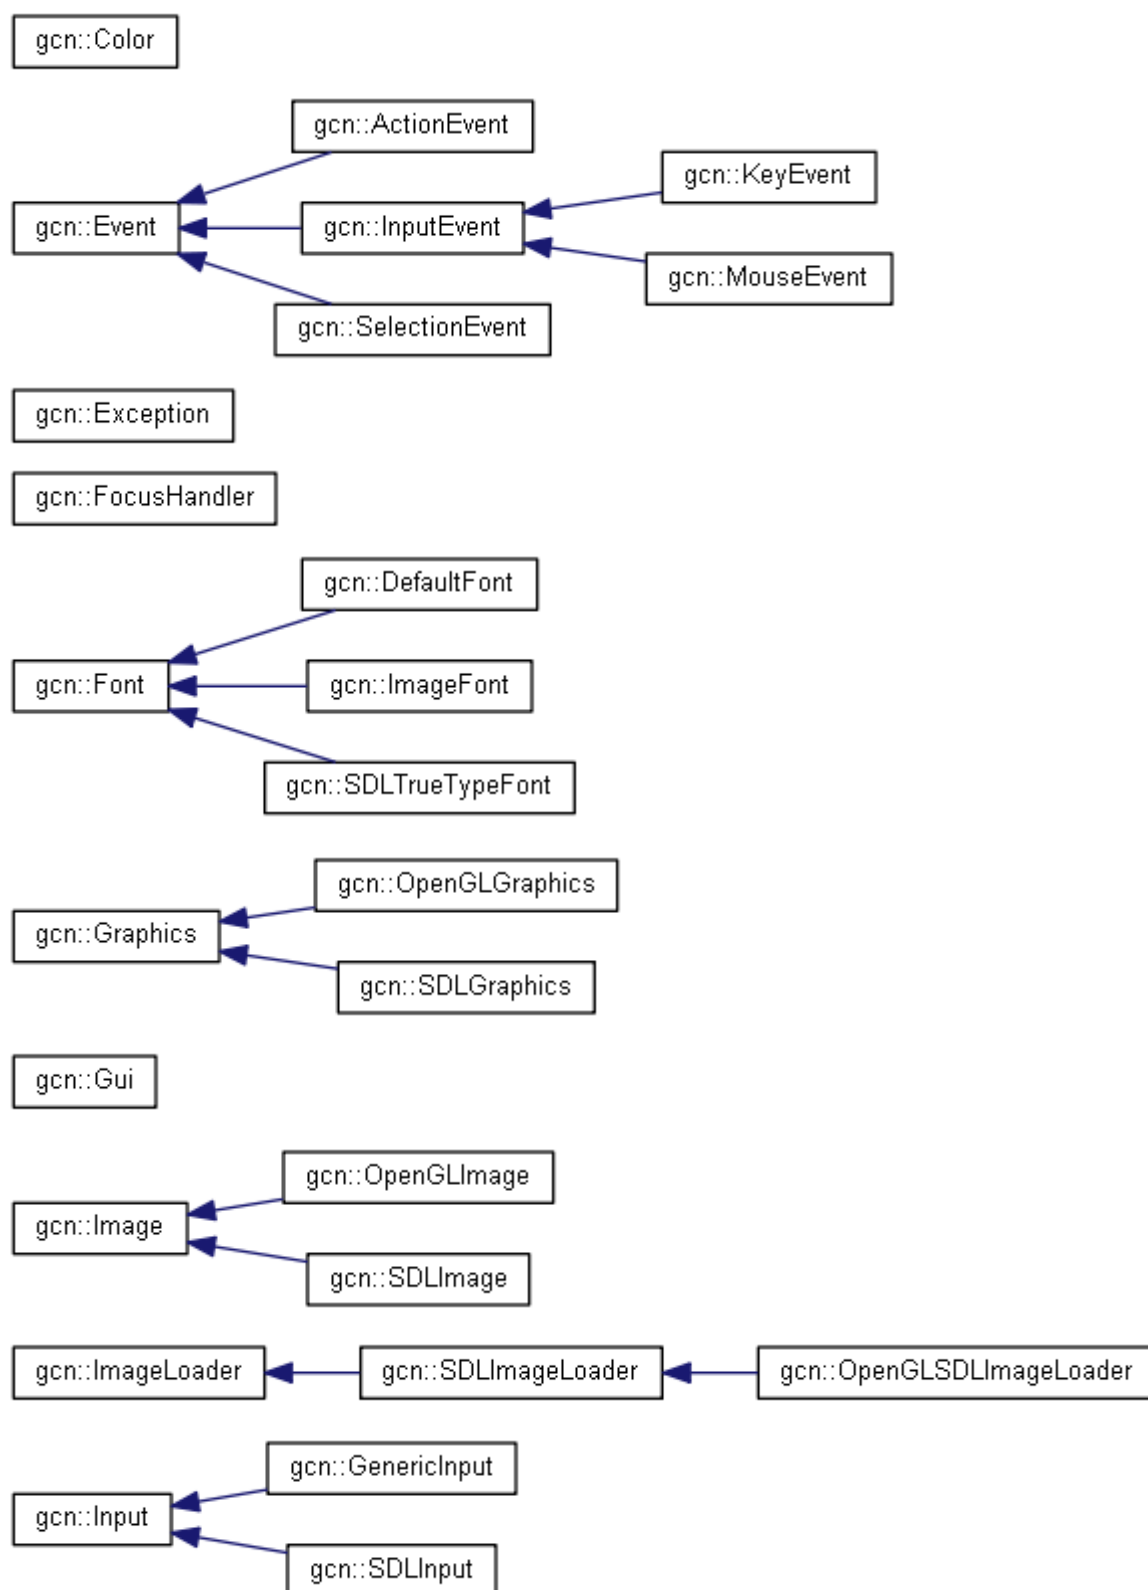 gcn::Color
gcn::ActionEvent
gcn::KeyEvent
gcn::Event
gcn::InputEvent
gcn::MouseEvent
gcn::SelectionEvent
gcn::Exception
gcn::FocusHandler
gcn::DefaultFont
gcn::Font
gcn::ImageFont
gcn::SDLTrueTypeFont
gcn::OpenGLGraphics
gcn::Graphics
gcn::SDLGraphics
gcn::Gui
gcn::OpenGLImage
gcn::Image
gcn::SDLImage
gcn::ImageLoader
gcn::SDLImageLoader
gcn::OpenGLSDLImageLoader
gcn::GenericInput
gcn::Input
gcn::SDLInput